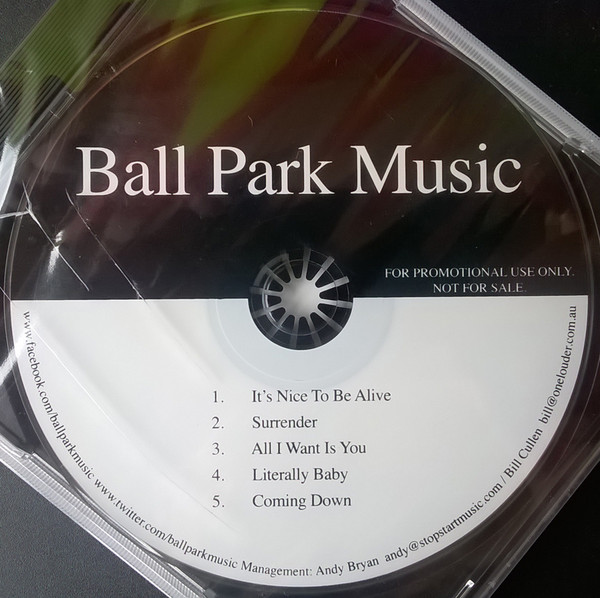 Ball Park Music
FOR PROMOTIONAL USE ONLY.
NOT FOR SALE.
1. It's Nice To Be Alive
2. Surrender
3. All I Want Is You
4. Literally Baby
5. Coming Down
www.facebook.com/ballparkmusic www.twitter.com/ballparkmusic Management: Andy Bryan andy@stopstartmusic.com / Bill Cullen bill@onelouder.com.au